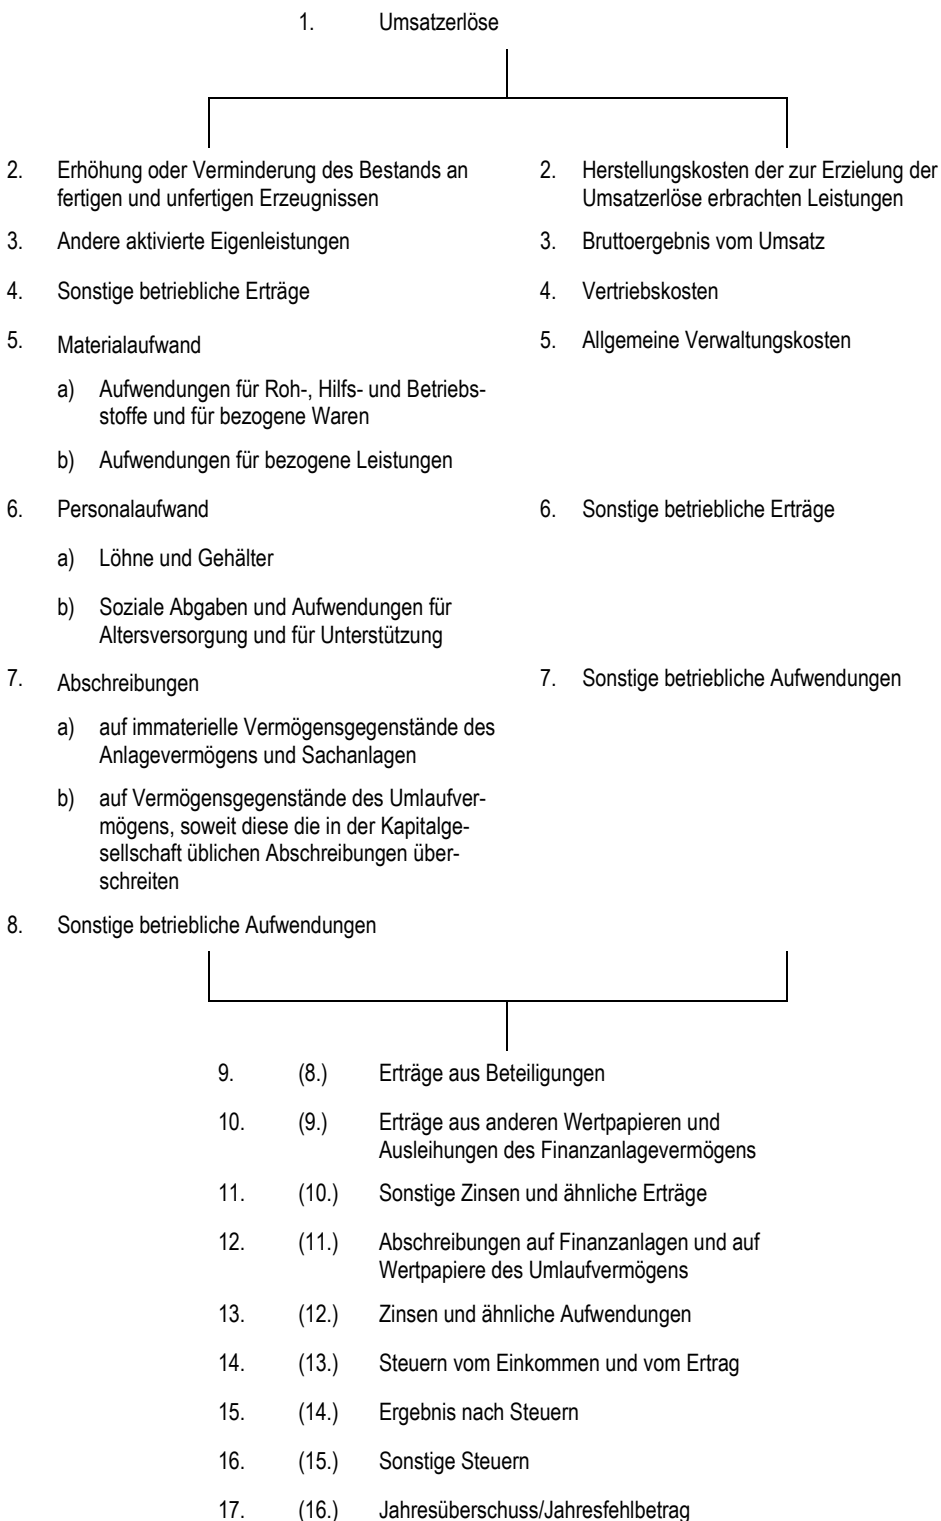 1. Umsatzerlöse
2. Erhöhung oder Verminderung des Bestands an
fertigen und unfertigen Erzeugnissen
2. Herstellungskosten der zur Erzielung der
Umsatzerlöse erbrachten Leistungen
3. Andere aktivierte Eigenleistungen
3. Bruttoergebnis vom Umsatz
4. Sonstige betriebliche Erträge
4. Vertriebskosten
5. Materialaufwand
5. Allgemeine Verwaltungskosten
a) Aufwendungen für Roh-, Hilfs- und Betriebs-
stoffe und für bezogene Waren
b) Aufwendungen für bezogene Leistungen
6. Personalaufwand
6. Sonstige betriebliche Erträge
a) Löhne und Gehälter
b) Soziale Abgaben und Aufwendungen für
Altersversorgung und für Unterstützung
7. Abschreibungen
7. Sonstige betriebliche Aufwendungen
a) auf immaterielle Vermögensgegenstände des
Anlagevermögens und Sachanlagen
b) auf Vermögensgegenstände des Umlaufver-
mögens, soweit diese die in der Kapitalge-
sellschaft üblichen Abschreibungen über-
schreiten
8. Sonstige betriebliche Aufwendungen
9. (8.) Erträge aus Beteiligungen
10. (9.) Erträge aus anderen Wertpapieren und
Ausleihungen des Finanzanlagevermögens
11. (10.) Sonstige Zinsen und ähnliche Erträge
12. (11.) Abschreibungen auf Finanzanlagen und auf
Wertpapiere des Umlaufvermögens
13. (12.) Zinsen und ähnliche Aufwendungen
14. (13.) Steuern vom Einkommen und vom Ertrag
15. (14.) Ergebnis nach Steuern
16. (15.) Sonstige Steuern
17. (16.) Jahresüberschuss/Jahresfehlbetrag